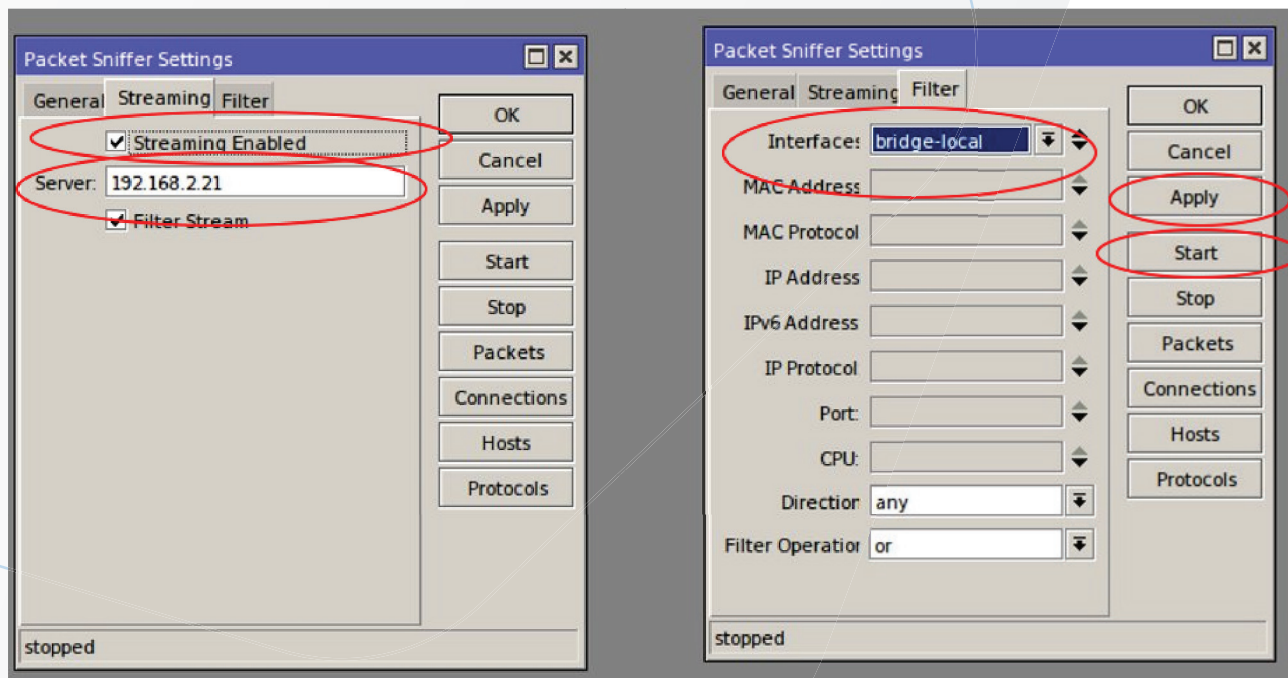 Packet Sniffer Settings
General Streaming Filter
Streaming Enabled
Server: 192.168.2.21
Filter Stream
OK
Cancel
Apply
Start
Stop
Packets
Connections
Hosts
Protocols
stopped
Packet Sniffer Settings
General Streaming Filter
Interfaces bridge-local
MAC Address
MAC Protocol
IP Address
IPv6 Address
IP Protocol
Port:
CPU:
Direction any
Filter Operation or
OK
Cancel
Apply
Start
Stop
Packets
Connections
Hosts
Protocols
stopped